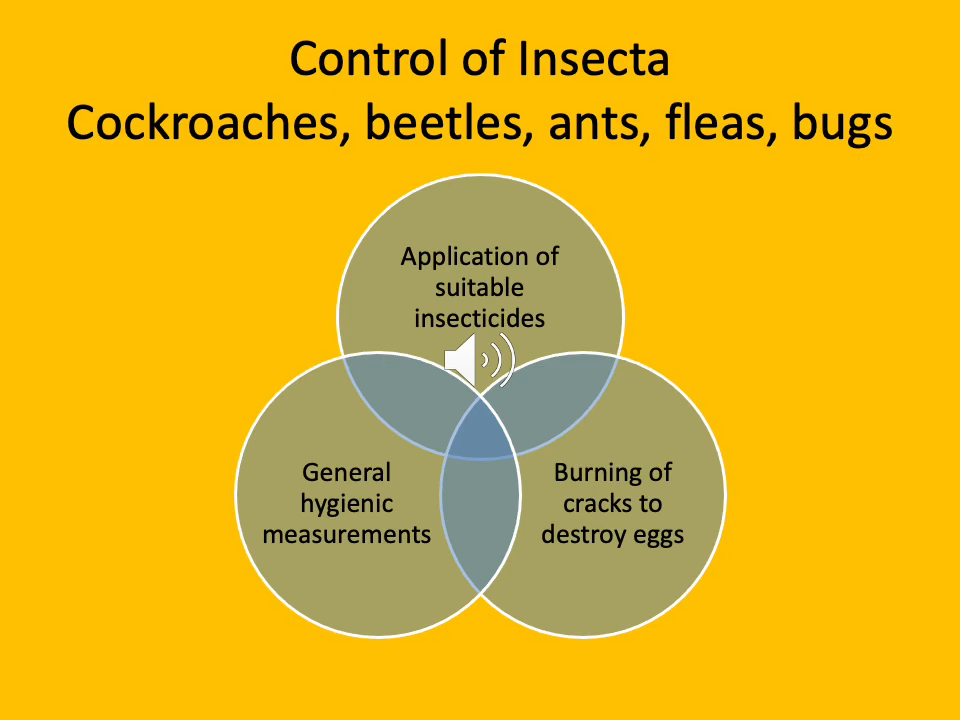 Control of Insecta
Cockroaches, beetles, ants, fleas, bugs
Application of
suitable
insecticides
General
hygienic
measurements
Burning of
cracks to
destroy eggs